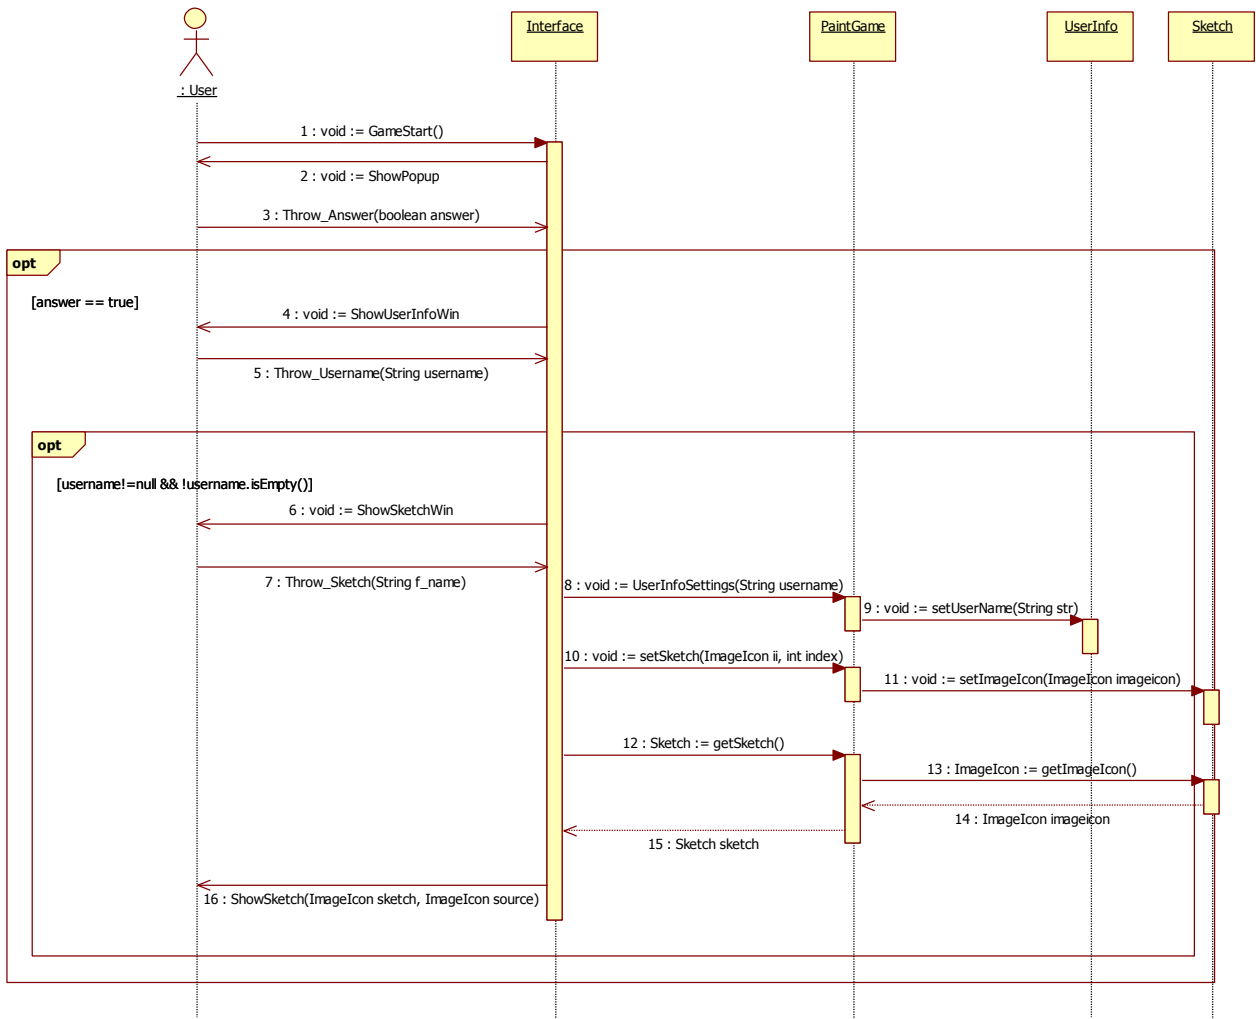 Interface
PaintGame
UserInfo
Sketch
: User
1 : void := GameStart()
2 : void := ShowPopup
3 : Throw_Answer(boolean answer)
opt
[answer == true]
4 : void := ShowUserInfoWin
5 : Throw_Username(String username)
opt
[username!=null && !username.isEmpty()]
6 : void := ShowSketchWin
7 : Throw_Sketch(String f_name)
8 : void := UserInfoSettings(String username)
9 : void := setUserName(String str)
10 : void := setSketch(ImageIcon ii, int index)
11 : void := setImageIcon(ImageIcon imageicon)
12 : Sketch := getSketch()
13 : ImageIcon := getImageIcon()
14 : ImageIcon imageicon
15 : Sketch sketch
16 : ShowSketch(ImageIcon sketch, ImageIcon source)